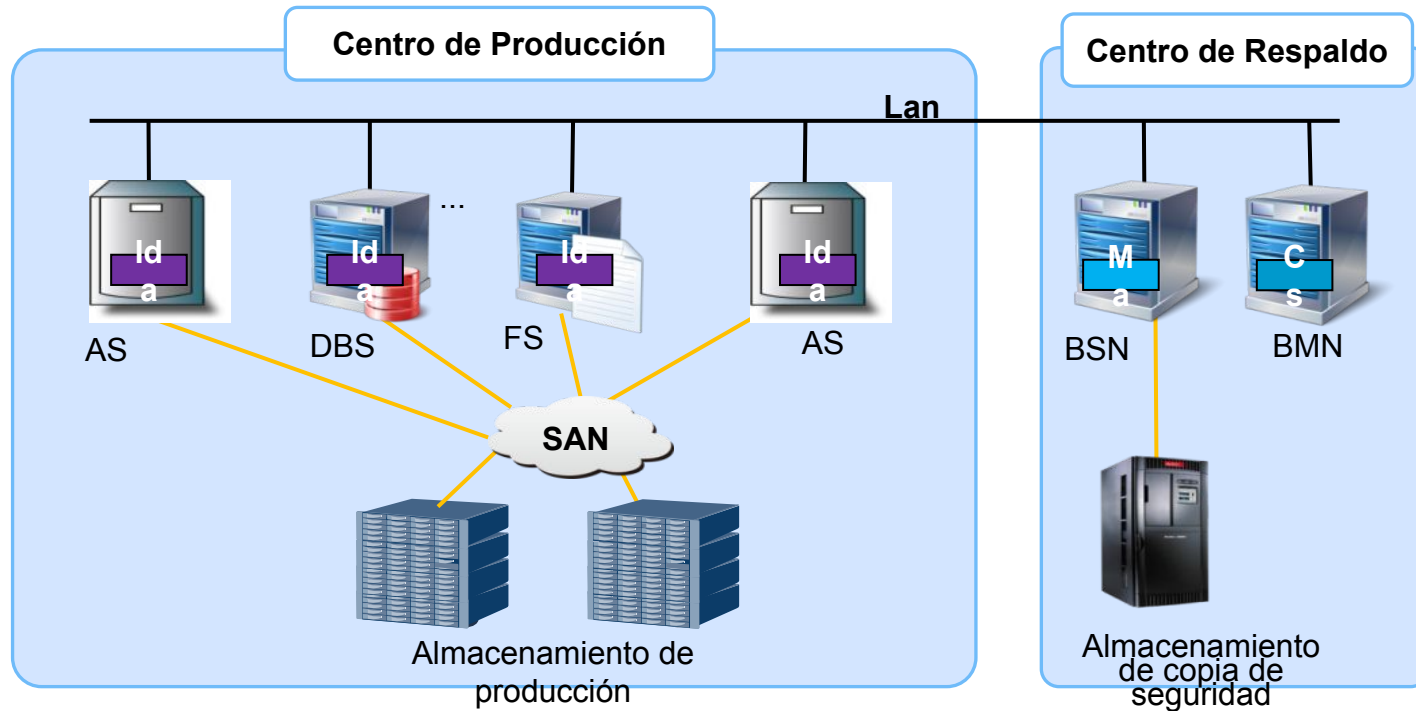 Centro de Producción
Centro de Respaldo
Lan
...
Id
a
Id
a
Id
a
Id
a
M
a
C
s
AS
DBS
FS
AS
BSN
BMN
SAN
Almacenamiento de
producción
Almacenamiento
de copia de
seguridad